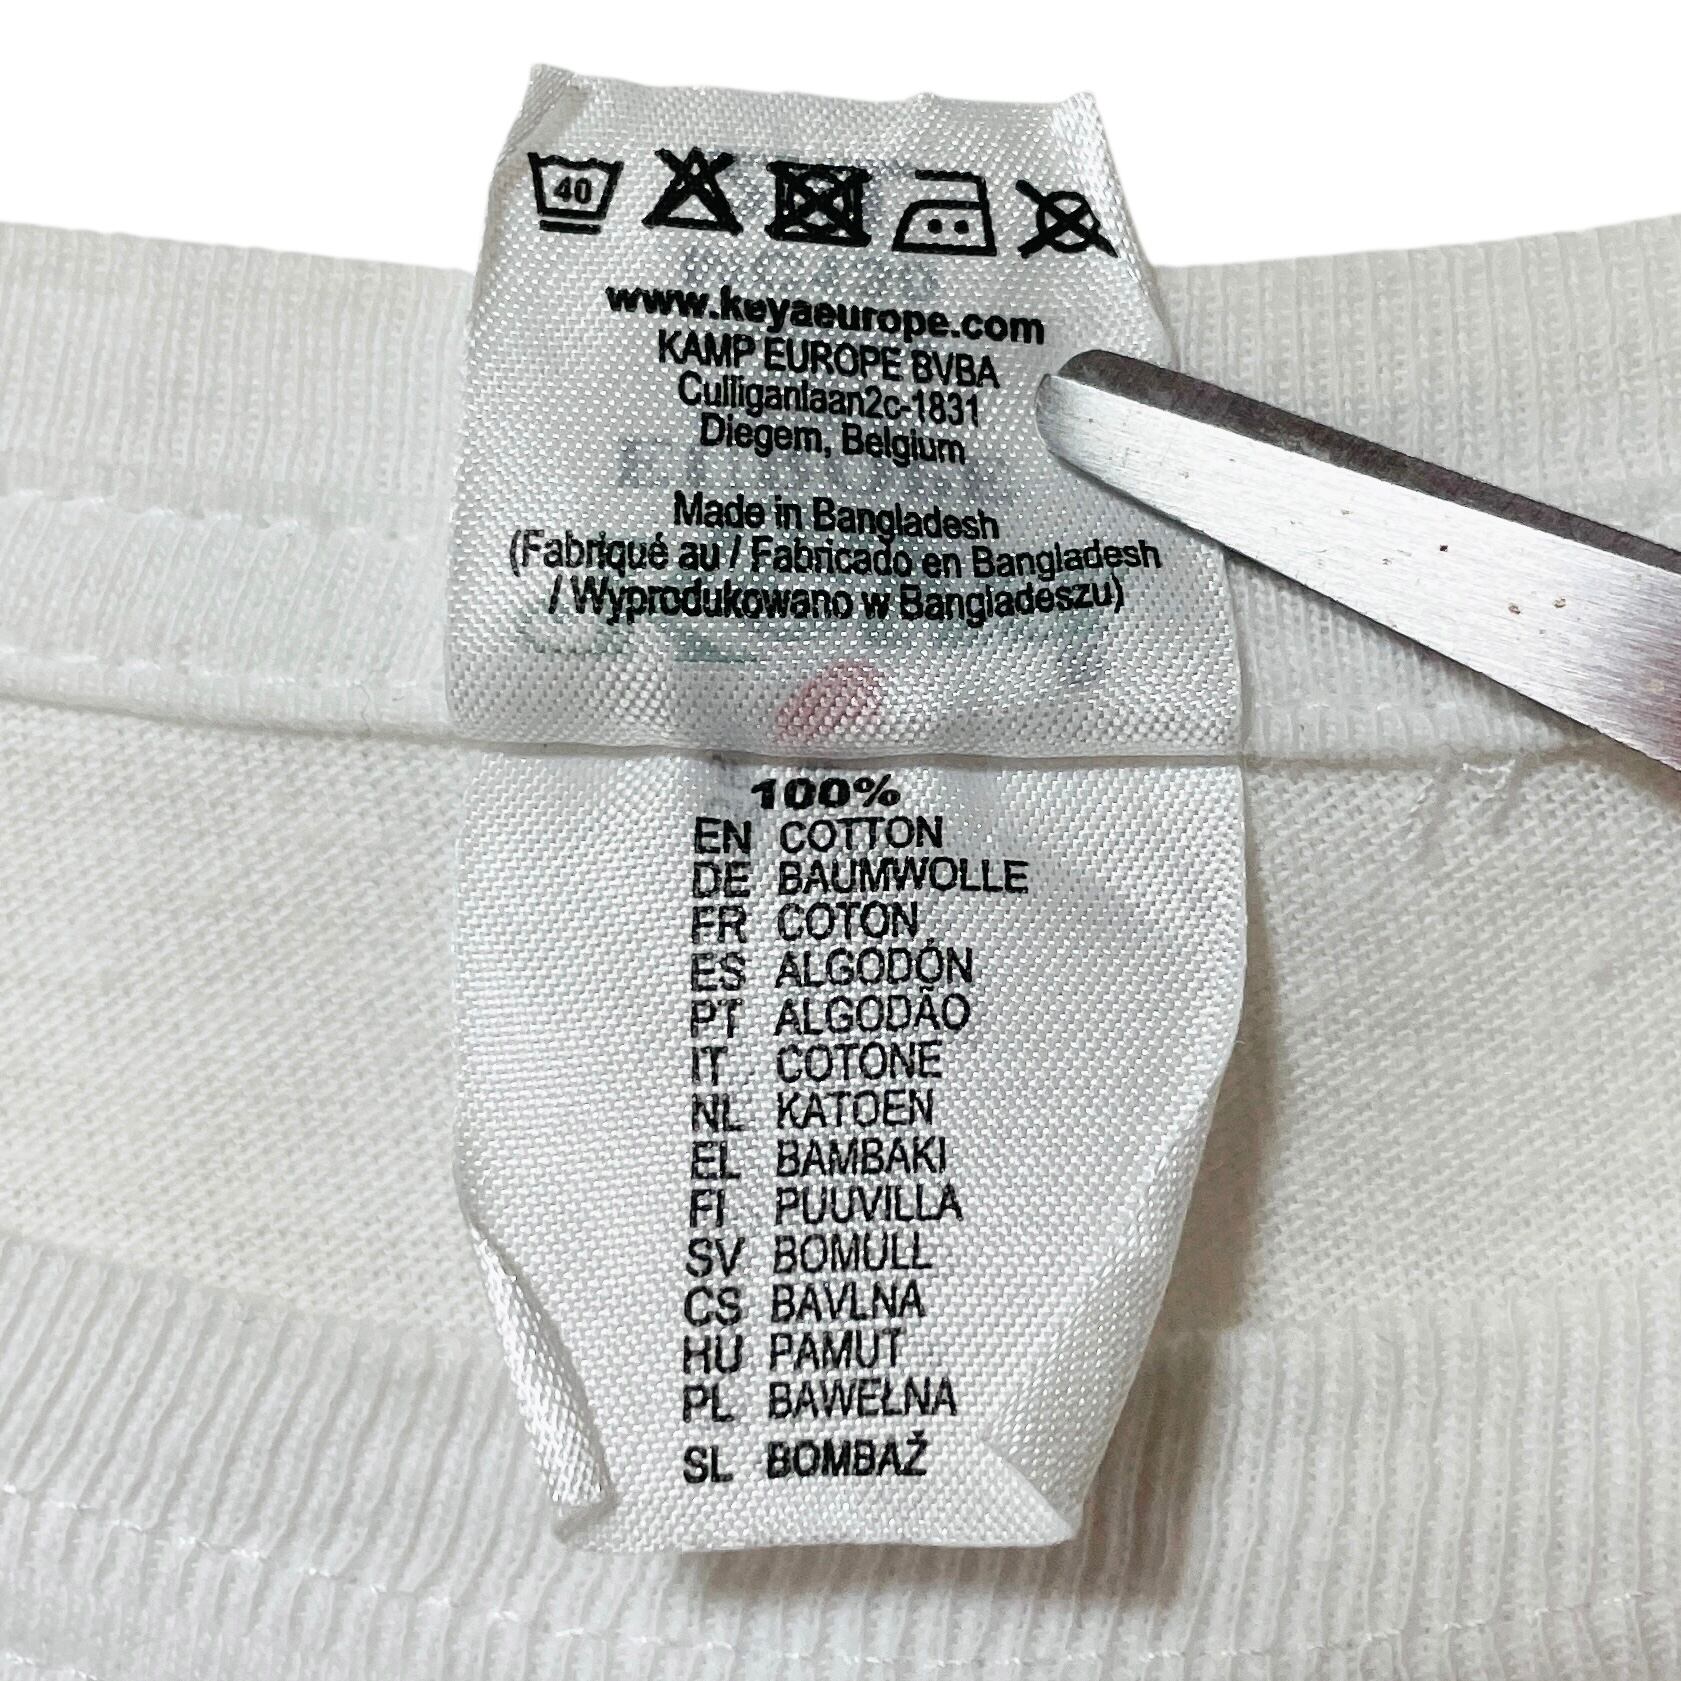 40
www.keyaeurope.com
KAMP EUROPE BVBA
Culliganlaan2c-1831
Diegem, Belgium
Made in Bangladesh
(Fabriqué au / Fabricado en Bangladesh
/ Wyprodukowano w Bangladeszu)
100%
EN COTTON
DE BAUMWOLLE
FR COTON
ES ALGODÓN
PT ALGODÃO
IT COTONE
NL KATOEN
EL BAMBAKI
FI PUUVILLA
SV BOMULL
CS BAVLNA
HU PAMUT
PL BAWEŁNA
SL BOMBAŽ